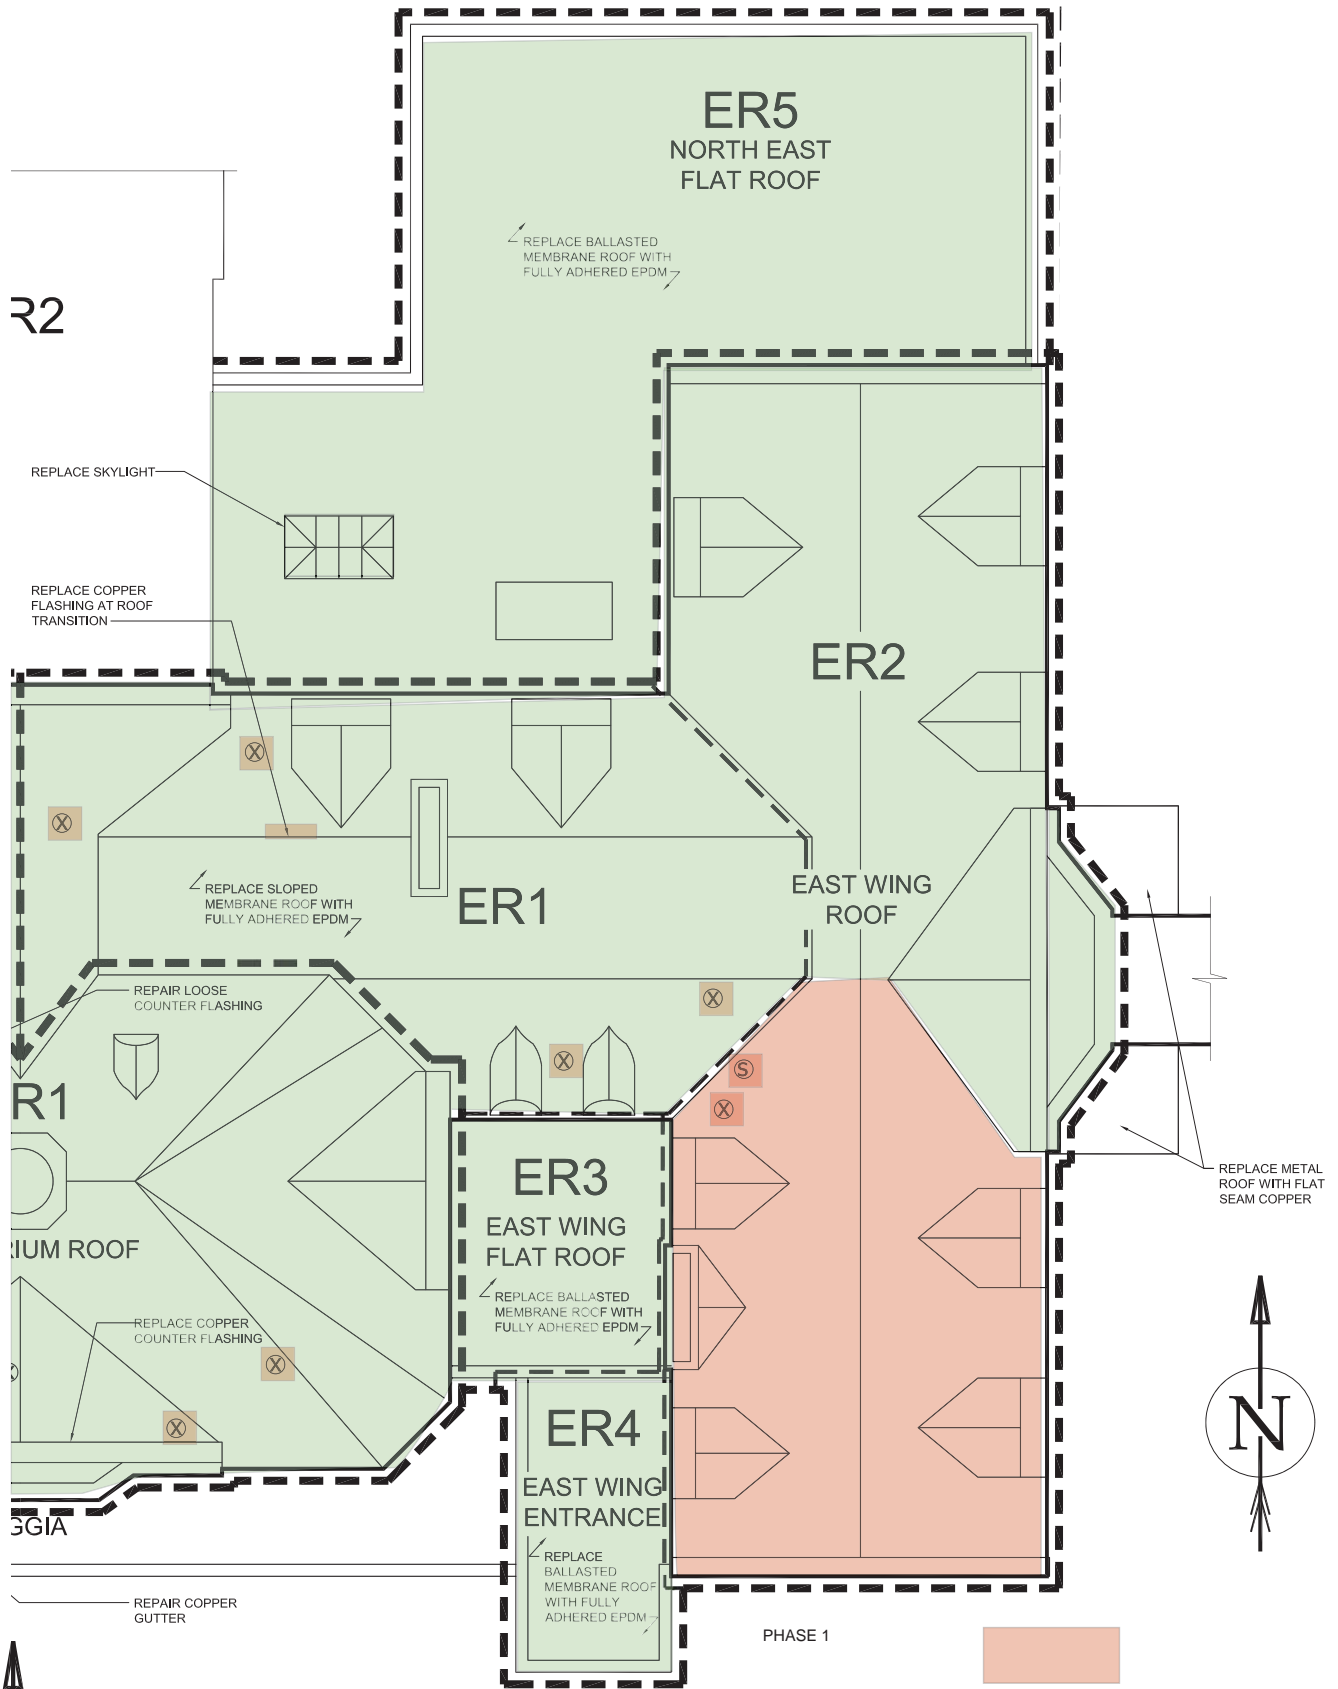 ER5
NORTH EAST
FLAT ROOF
REPLACE BALLASTED
MEMBRANE ROOF WITH
FULLY ADHERED EPDM
R2
REPLACE SKYLIGHT
REPLACE COPPER
FLASHING AT ROOF
TRANSITION
ER2
X
X
REPLACE SLOPED
MEMBRANE ROOF WITH
FULLY ADHERED EPDM
ER1
EAST WING
ROOF
REPAIR LOOSE
COUNTER FLASHING
X
X
S
X
R1
ER3
EAST WING
FLAT ROOF
REPLACE BALLASTED
MEMBRANE ROOF WITH
FULLY ADHERED EPDM
REPLACE METAL
ROOF WITH FLAT
SEAM COPPER
RIUM ROOF
REPLACE COPPER
COUNTER FLASHING
X
X
X
ER4
EAST WING
ENTRANCE
REPLACE
BALLASTED
MEMBRANE ROOF
WITH FULLY
ADHERED EPDM
N
GGIA
REPAIR COPPER
GUTTER
PHASE 1